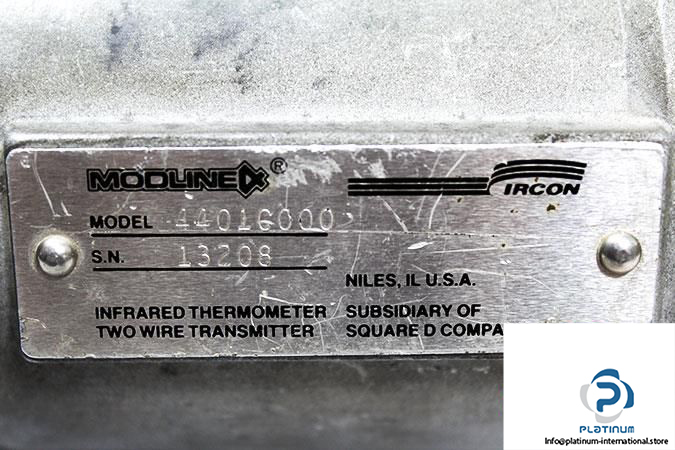 MODLINE 4®
IRCON
MODEL 44016000
S.N. 13208
NILES, IL U.S.A.
INFRARED THERMOMETER
TWO WIRE TRANSMITTER
SUBSIDIARY OF
SQUARE D COMPA
PLATINUM
Info@platinum-international.store